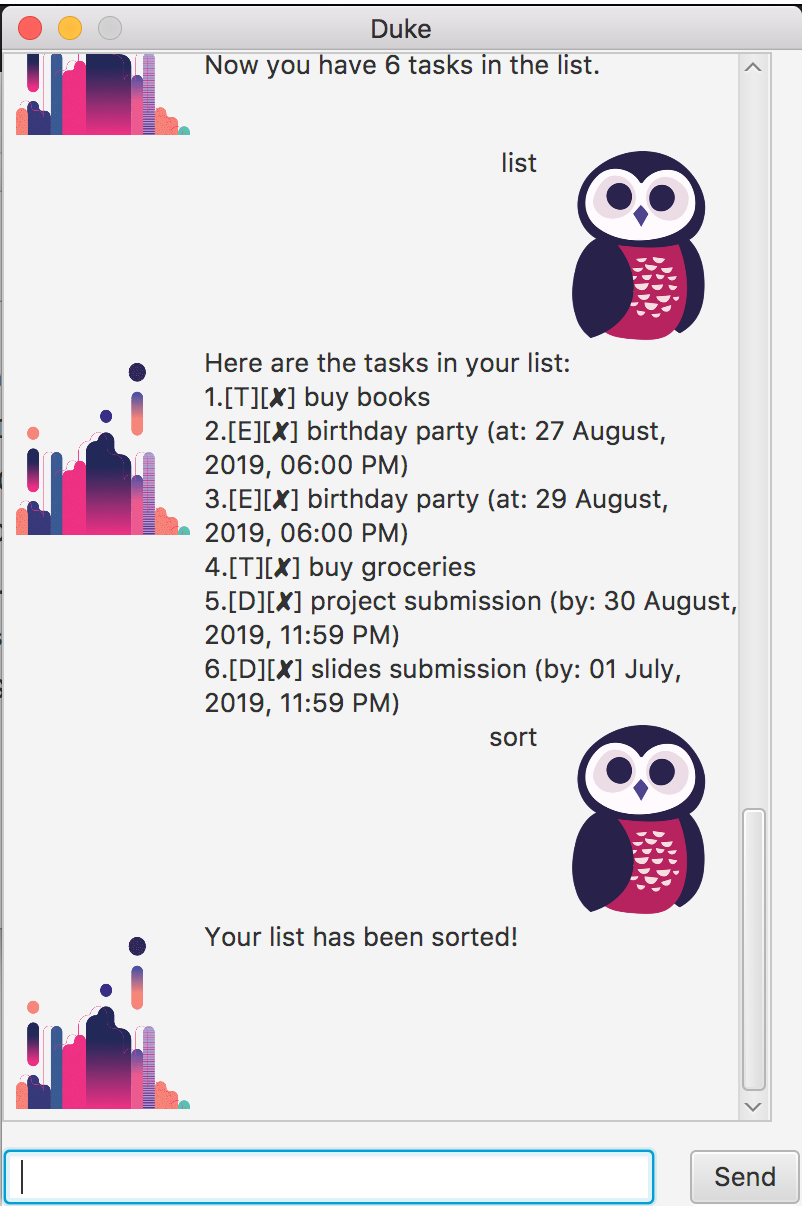 Duke
Now you have 6 tasks in the list.
list
Here are the tasks in your list:
1.[T][✘] buy books
2.[E][✘] birthday party (at: 27 August,
2019, 06:00 PM)
3.[E][✘] birthday party (at: 29 August,
2019, 06:00 PM)
4.[T][✘] buy groceries
5.[D][✘] project submission (by: 30 August,
2019, 11:59 PM)
6.[D][✘] slides submission (by: 01 July,
2019, 11:59 PM)
sort
Your list has been sorted!
Send